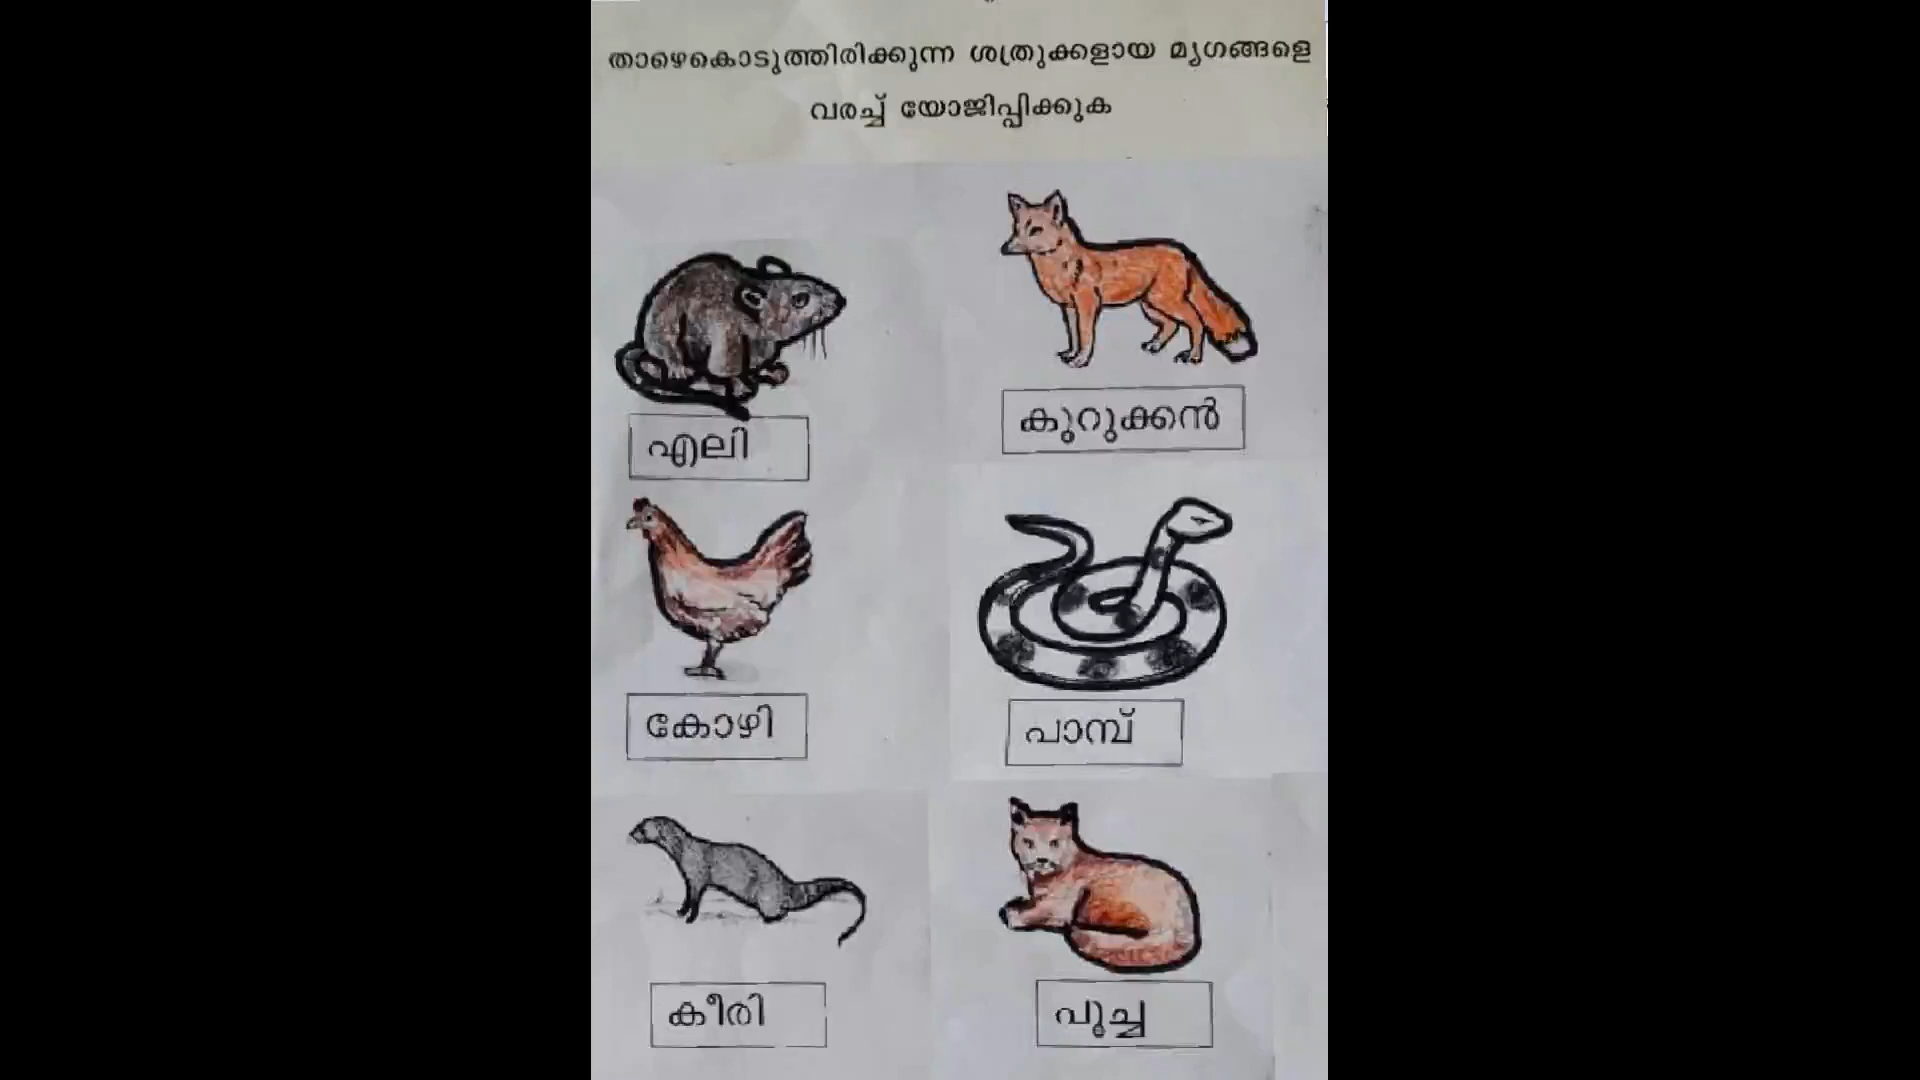 താഴെകൊടുത്തിരിക്കുന്ന ശത്രുക്കളായ മൃഗങ്ങളെ
വരച്ച് യോജിപ്പിക്കുക
എലി
കുറുക്കൻ
കോഴി
പാമ്പ്
കീരി
പൂച്ച